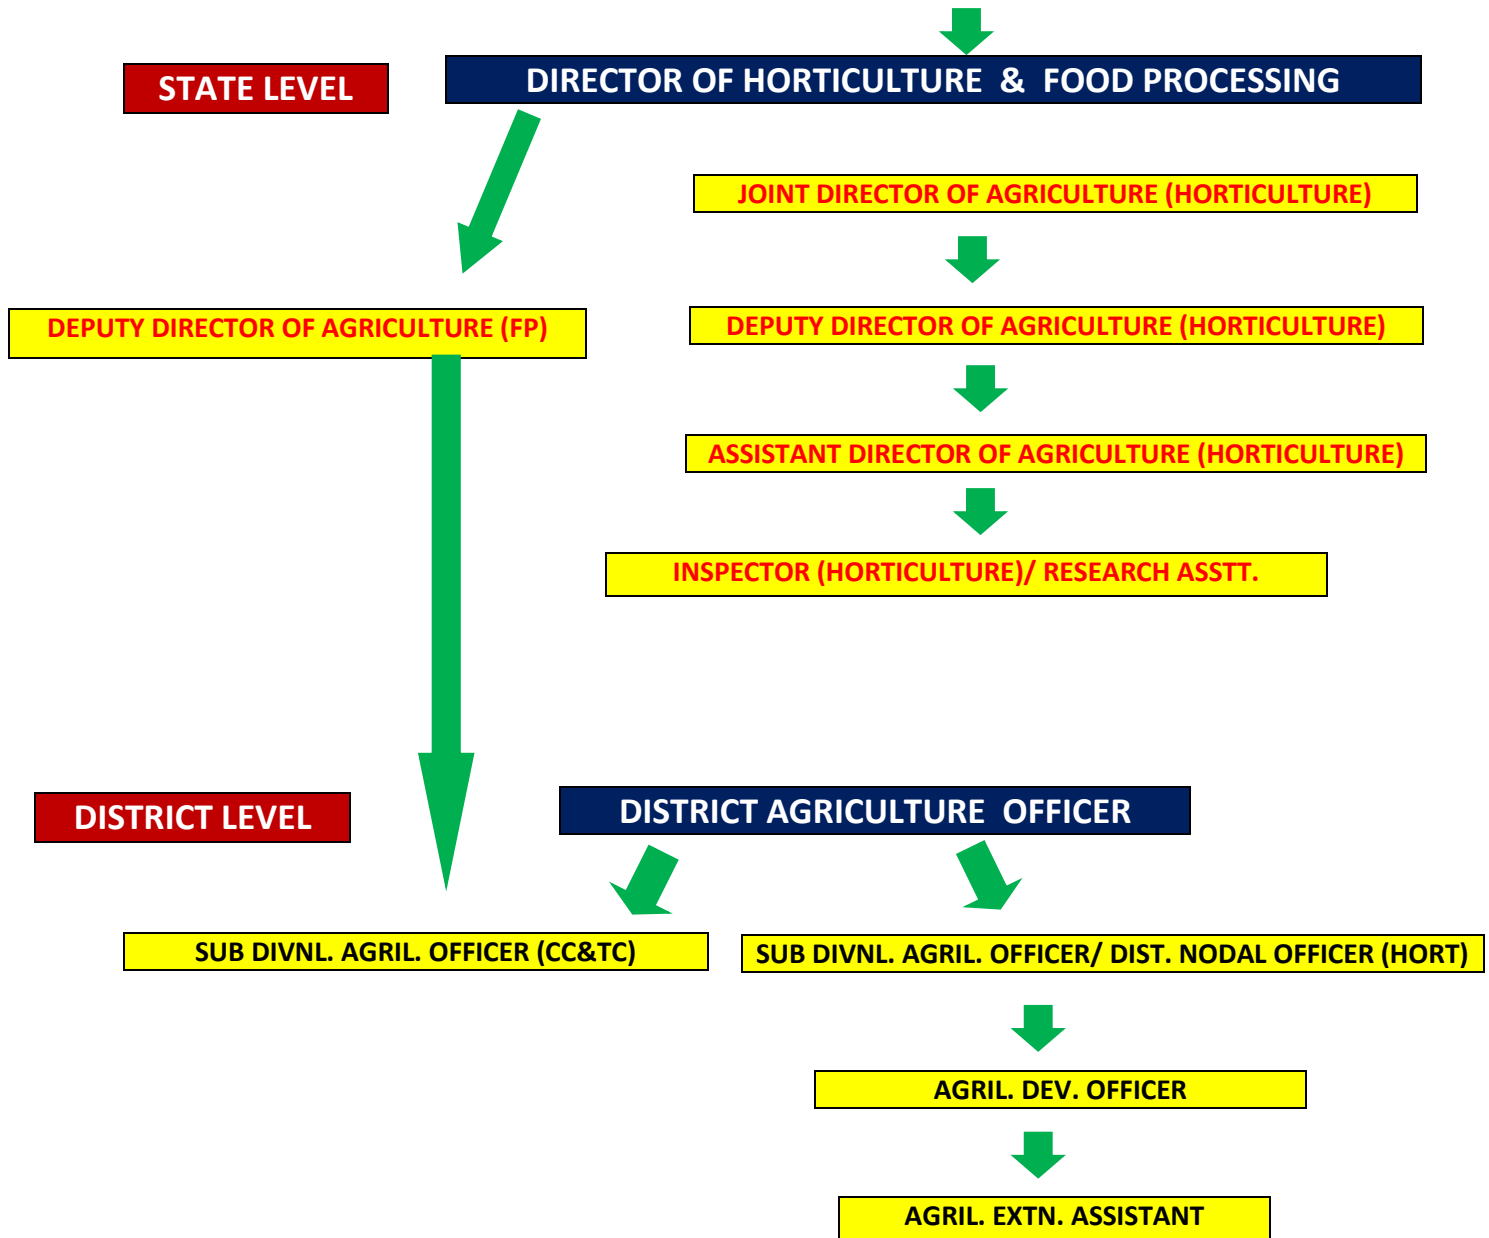 STATE LEVEL
DIRECTOR OF HORTICULTURE & FOOD PROCESSING
JOINT DIRECTOR OF AGRICULTURE (HORTICULTURE)
DEPUTY DIRECTOR OF AGRICULTURE (FP)
DEPUTY DIRECTOR OF AGRICULTURE (HORTICULTURE)
ASSISTANT DIRECTOR OF AGRICULTURE (HORTICULTURE)
INSPECTOR (HORTICULTURE)/ RESEARCH ASSTT.
DISTRICT LEVEL
DISTRICT AGRICULTURE OFFICER
SUB DIVNL. AGRIL. OFFICER (CC&TC)
SUB DIVNL. AGRIL. OFFICER/ DIST. NODAL OFFICER (HORT)
AGRIL. DEV. OFFICER
AGRIL. EXTN. ASSISTANT